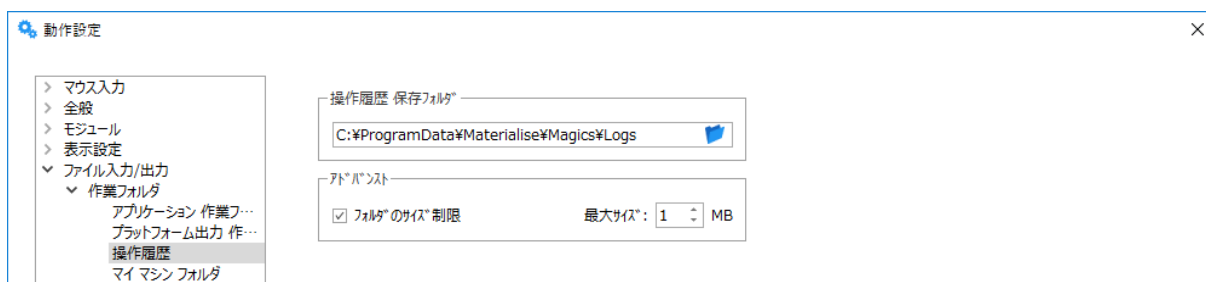 動作設定
マウス入力
全般
モジュール
表示設定
ファイル入力/出力
作業フォルダ
アプリケーション 作業フ…
プラットフォーム出力 作…
操作履歴
マイ マシン フォルダ
操作履歴 保存ﾌｫﾙﾀﾞ
C:¥ProgramData¥Materialise¥Magics¥Logs
ｱﾄﾞﾊﾞﾝｽﾄ
ﾌｫﾙﾀﾞのｻｲｽﾞ制限 最大ｻｲｽﾞ: 1 MB